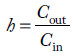 h = C_out / C_in